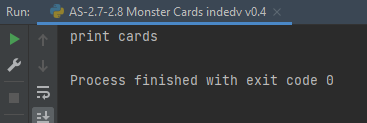 Run: AS-2.7-2.8 Monster Cards indedv v0.4
print cards
Process finished with exit code 0